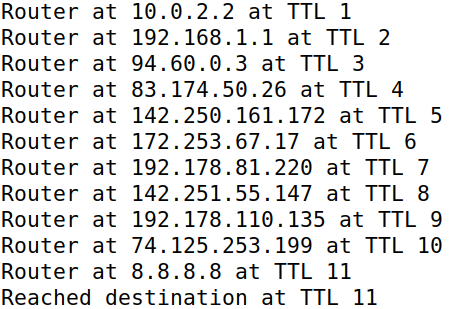 Router at 10.0.2.2 at TTL 1
Router at 192.168.1.1 at TTL 2
Router at 94.60.0.3 at TTL 3
Router at 83.174.50.26 at TTL 4
Router at 142.250.161.172 at TTL 5
Router at 172.253.67.17 at TTL 6
Router at 192.178.81.220 at TTL 7
Router at 142.251.55.147 at TTL 8
Router at 192.178.110.135 at TTL 9
Router at 74.125.253.199 at TTL 10
Router at 8.8.8.8 at TTL 11
Reached destination at TTL 11